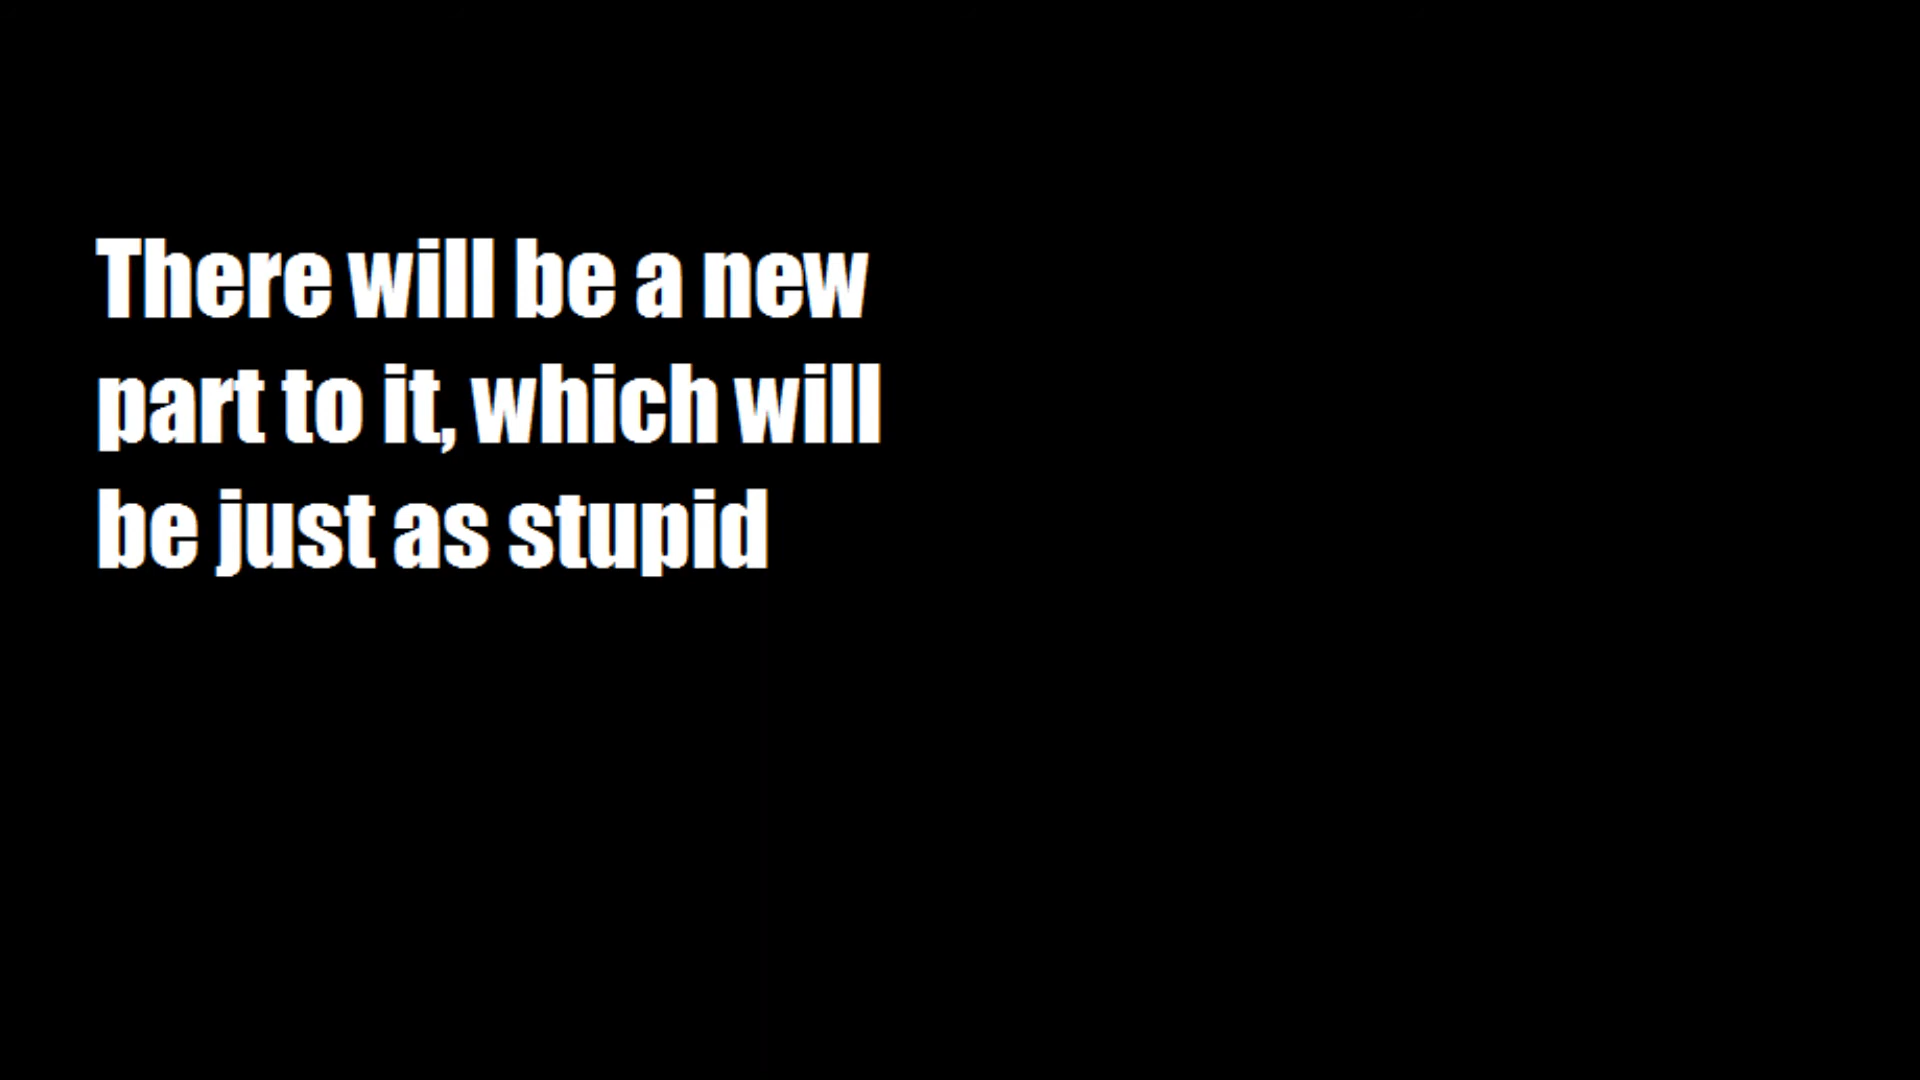 There will be a new
part to it, which will
be just as stupid